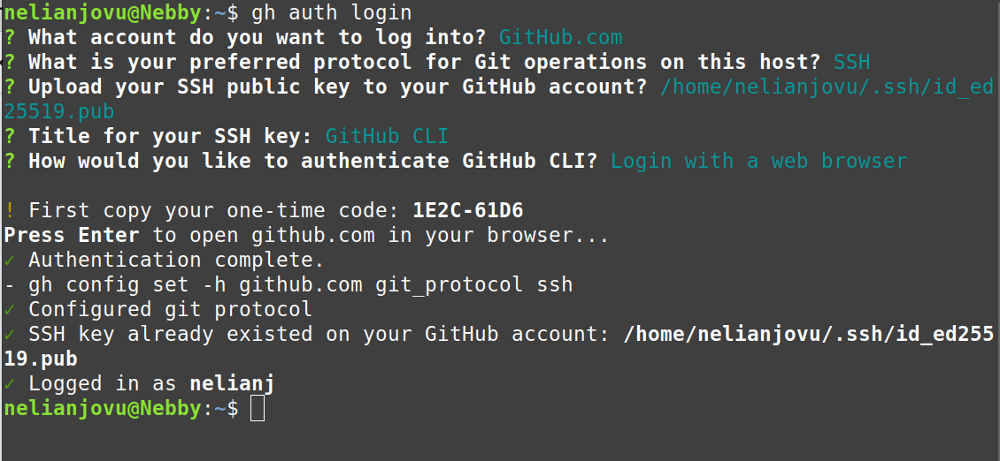 nelianjovu@Nebby:~$ gh auth login
? What account do you want to log into? GitHub.com
? What is your preferred protocol for Git operations on this host? SSH
? Upload your SSH public key to your GitHub account? /home/nelianjovu/.ssh/id_ed
25519.pub
? Title for your SSH key: GitHub CLI
? How would you like to authenticate GitHub CLI? Login with a web browser
! First copy your one-time code: 1E2C-61D6
Press Enter to open github.com in your browser...
✓ Authentication complete.
- gh config set -h github.com git_protocol ssh
✓ Configured git protocol
✓ SSH key already existed on your GitHub account: /home/nelianjovu/.ssh/id_ed255
19.pub
✓ Logged in as nelianj
nelianjovu@Nebby:~$